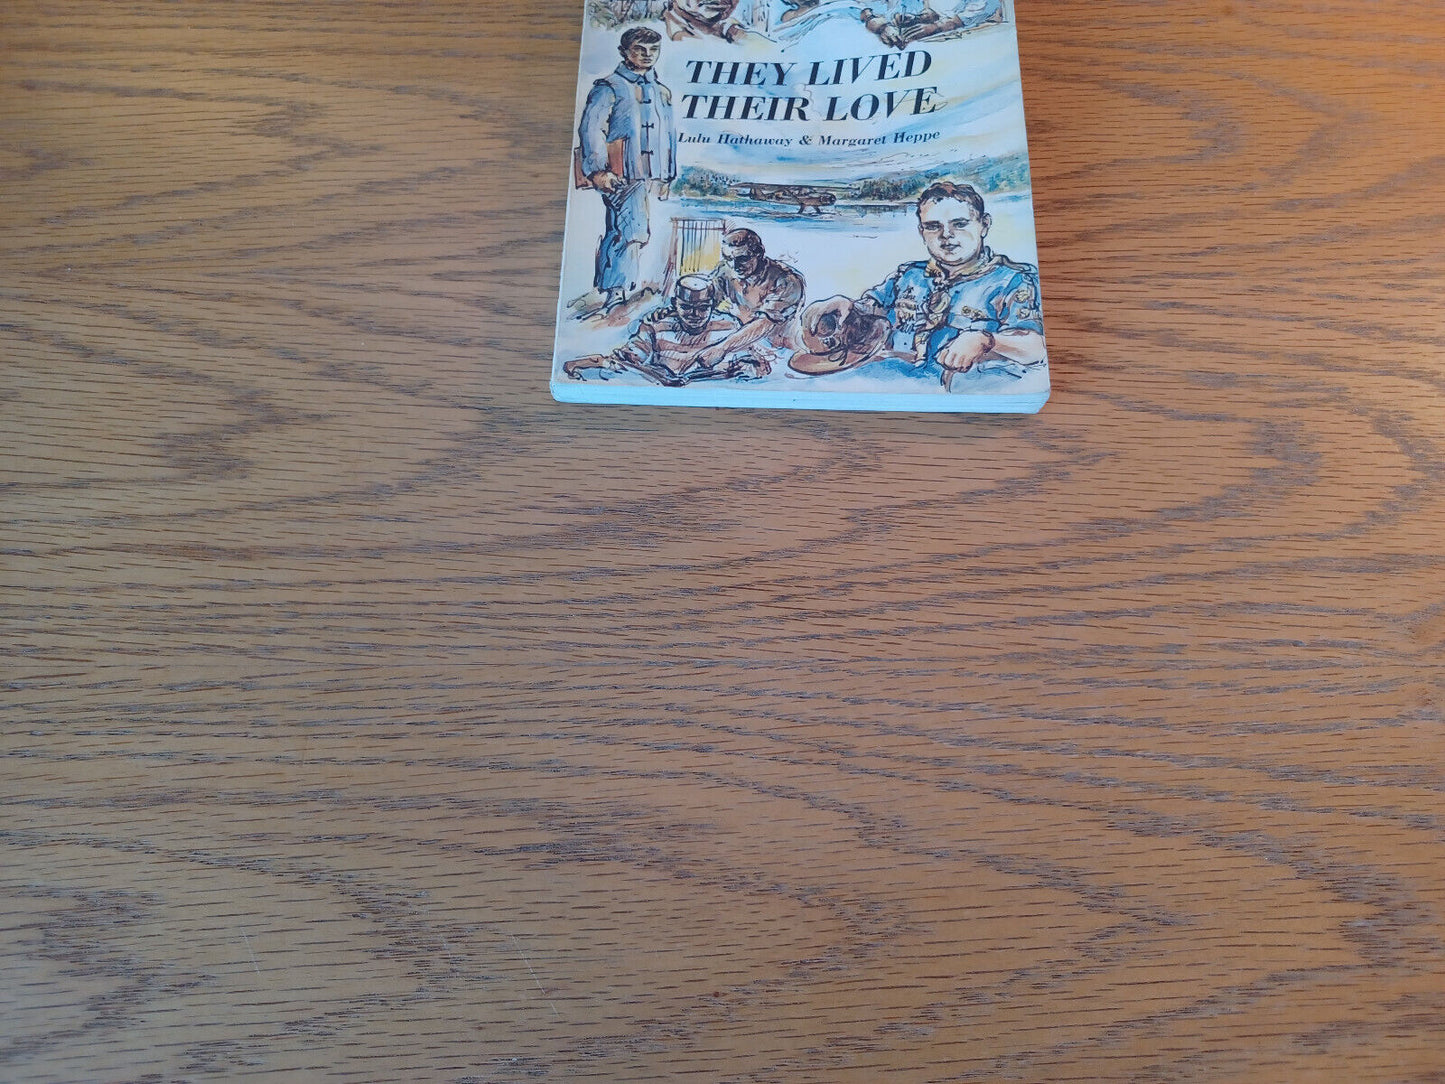 THEY LIVED
THEIR LOVE
Lulu Hathaway & Margaret Heppe